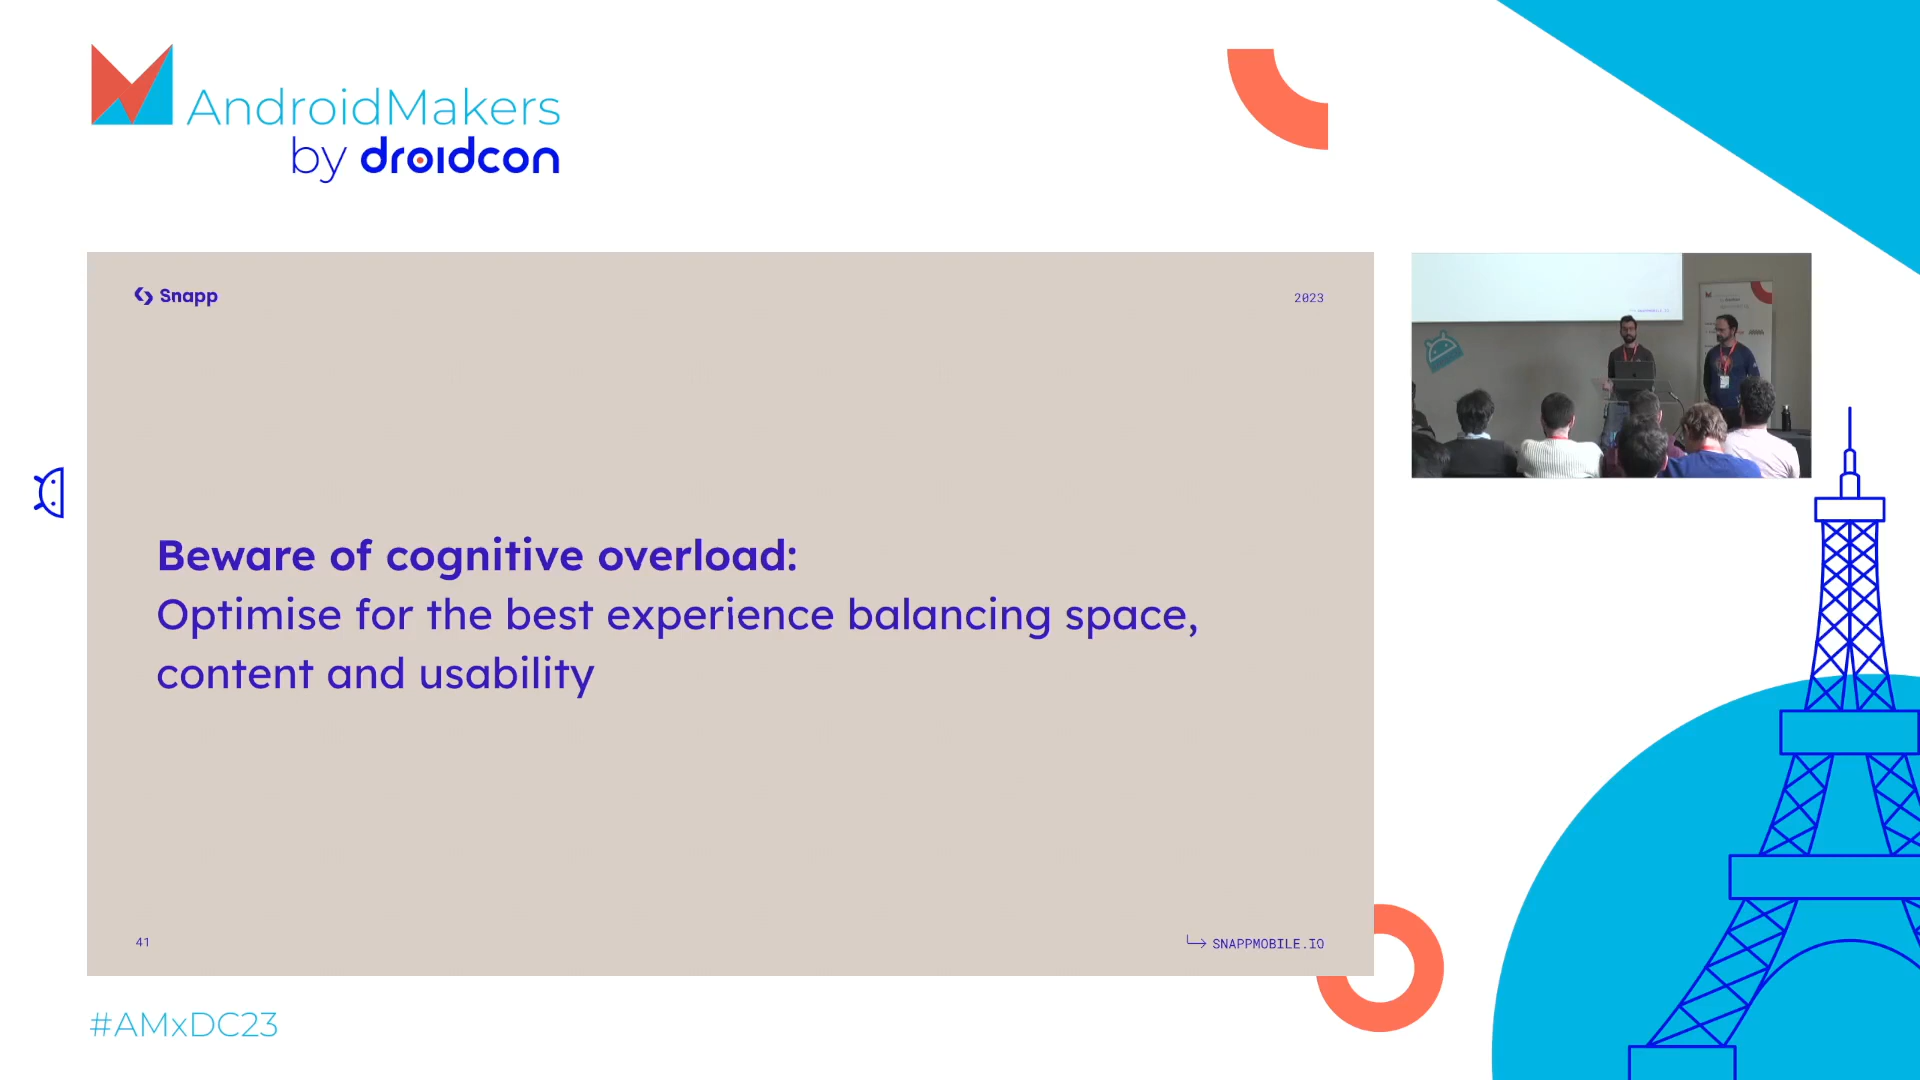 AndroidMakers
by droidcon
Snapp
2023
Beware of cognitive overload:
Optimise for the best experience balancing space,
content and usability
41
SNAPPMOBILE.IO
#AMxDC23